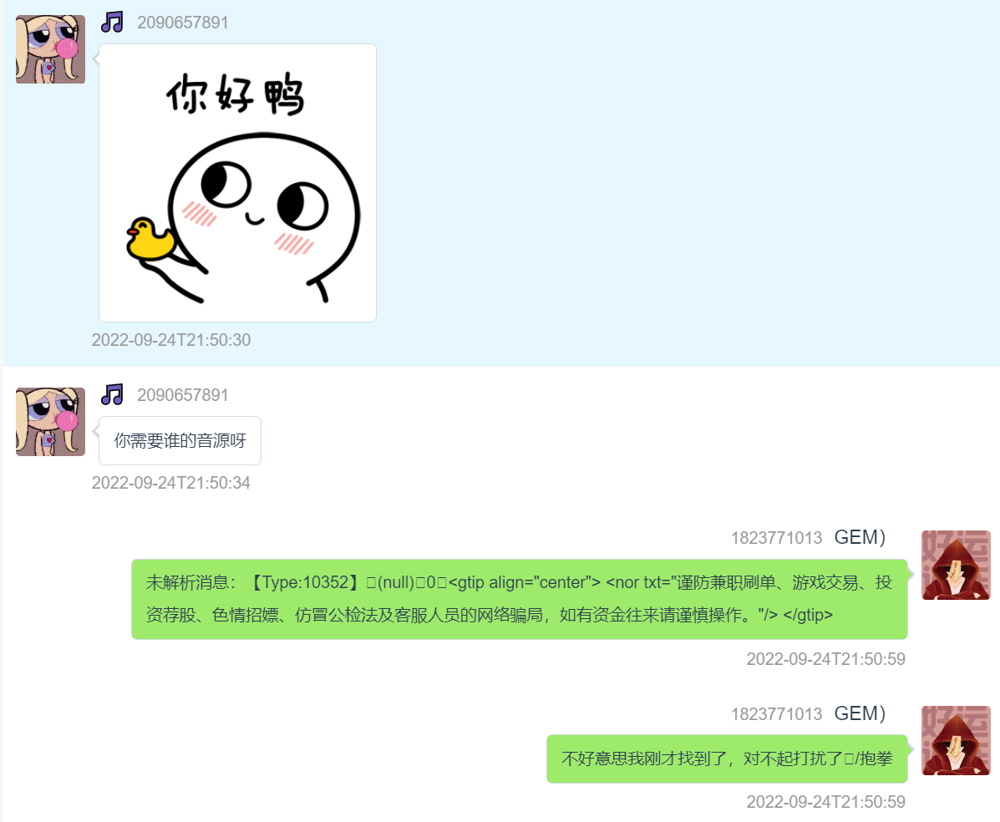 2090657891
你好鸭
2022-09-24T21:50:30
2090657891
你需要谁的音源呀
2022-09-24T21:50:34
1823771013 GEM）
未解析消息：【Type:10352】▯(null)▯0▯<gtip align="center"> <nor txt="谨防兼职刷单、游戏交易、投
资荐股、色情招嫖、仿冒公检法及客服人员的网络骗局，如有资金往来请谨慎操作。"/> </gtip>
2022-09-24T21:50:59
好运
1823771013 GEM）
不好意思我刚才找到了，对不起打扰了▯/抱拳
2022-09-24T21:50:59
好运